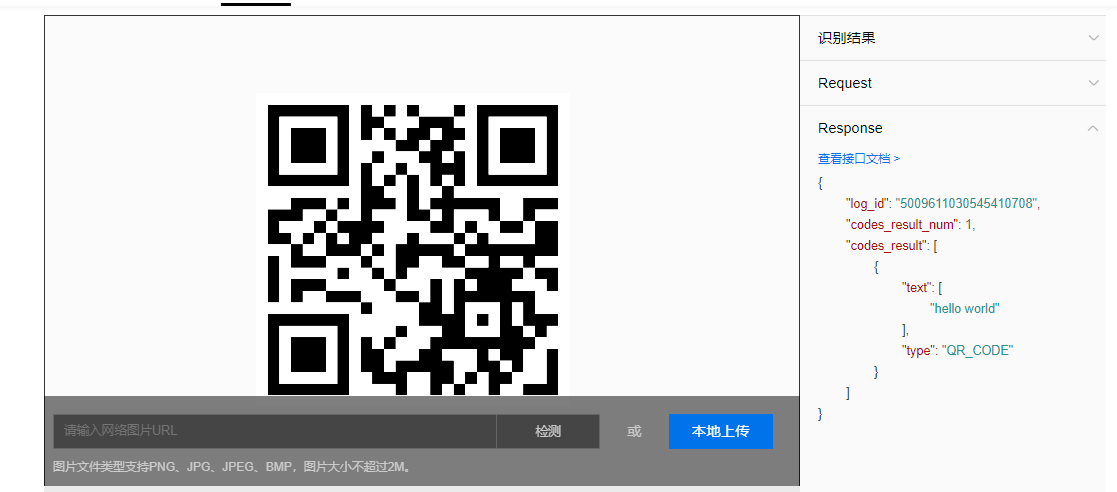 识别结果
Request
Response
查看接口文档 >
{
"log_id": "5009611030545410708",
"codes_result_num": 1,
"codes_result": [
{
"text": [
"hello world"
],
"type": "QR_CODE"
}
]
}
请输入网络图片URL
检测
或
本地上传
图片文件类型支持PNG、JPG、JPEG、BMP，图片大小不超过2M。